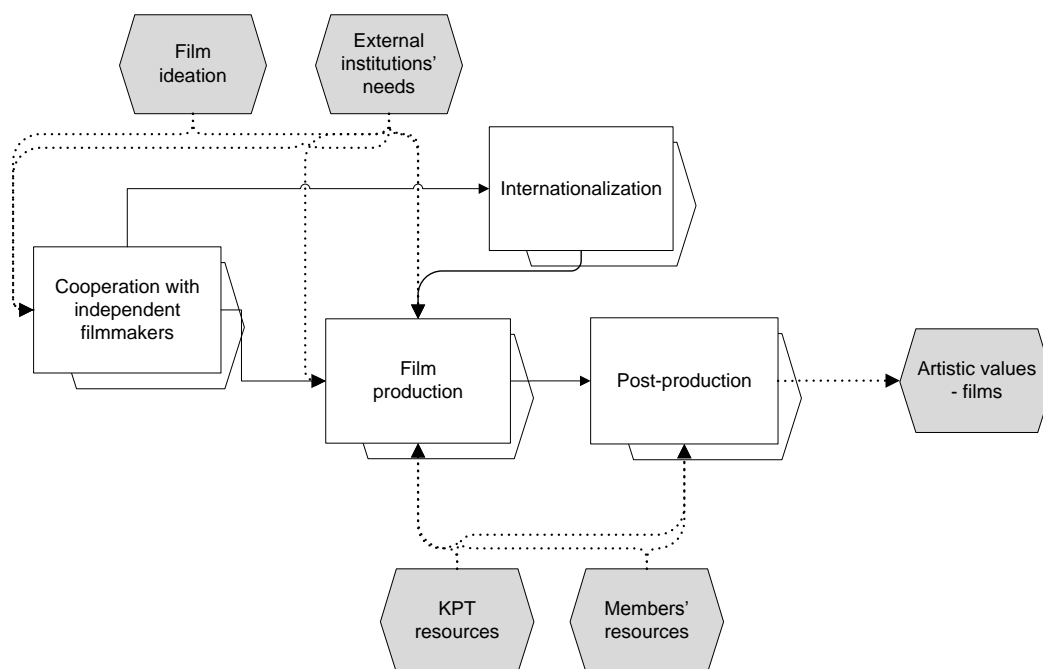 Film
ideation
External
institutions'
needs
Internationalization
Cooperation with
independent
filmmakers
Film
production
Post-production
Artistic values
- films
KPT
resources
Members'
resources